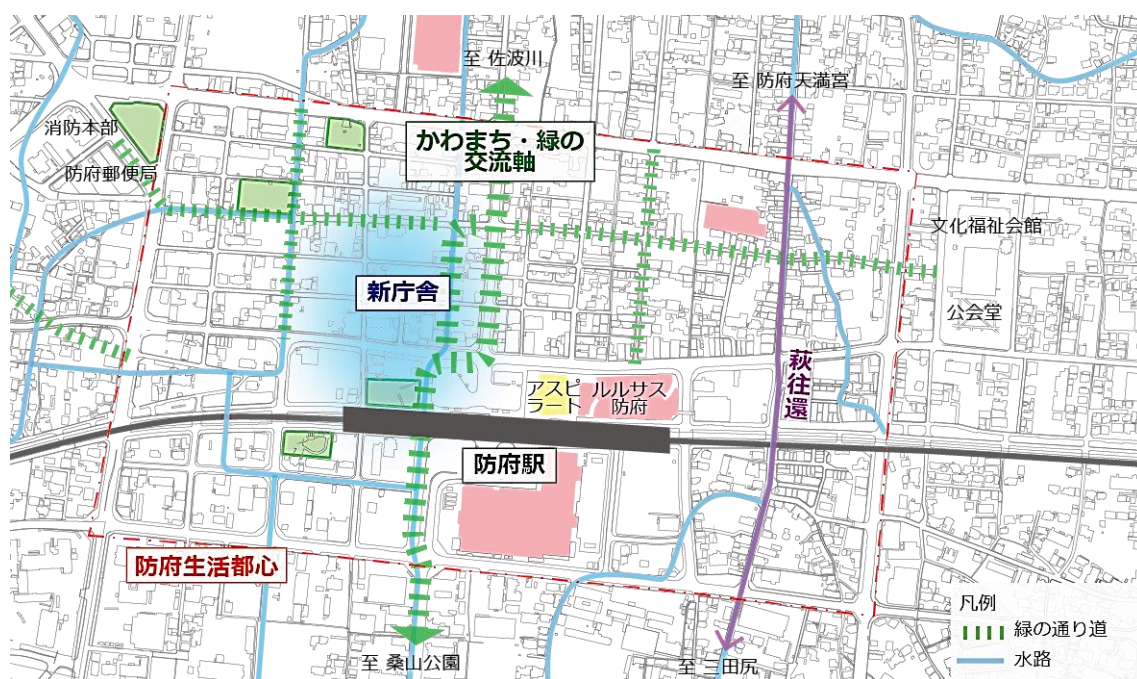 至 佐波川
至 防府天満宮
消防本部
かわまち・緑の
交流軸
防府郵便局
文化福祉会館
新庁舎
公会堂
萩往還
アスピ
ラート
ルルサス
防府
防府駅
防府生活都心
凡例
緑の通り道
水路
至 桑山公園
至 三田尻